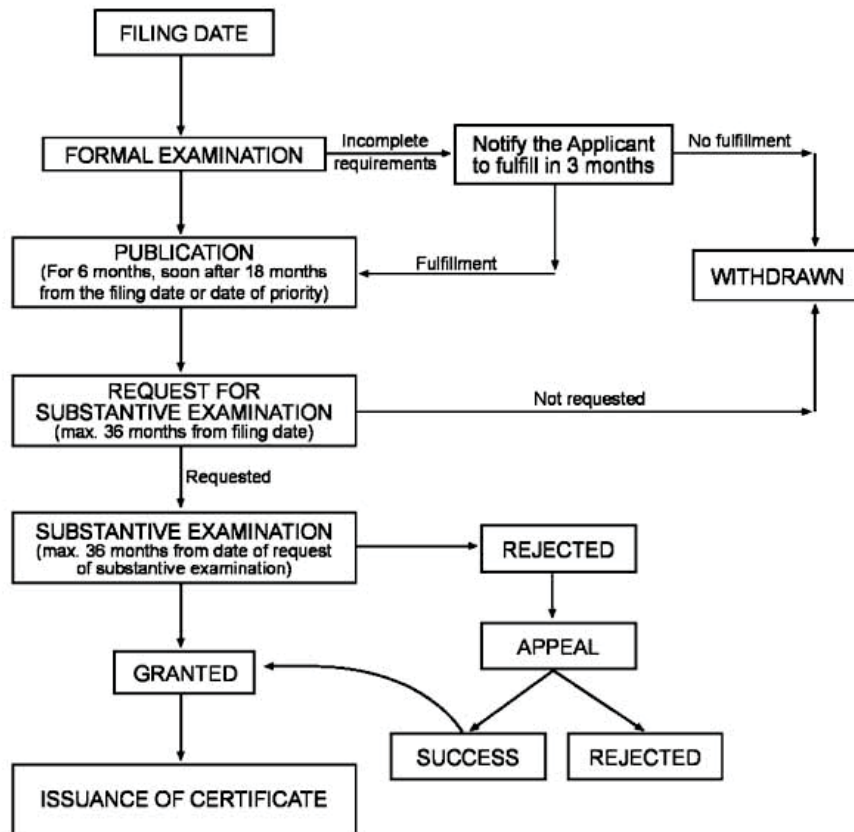 FILING DATE
FORMAL EXAMINATION
Incomplete
requirements
Notify the Applicant
to fulfill in 3 months
No fulfillment
PUBLICATION
(For 6 months, soon after 18 months
from the filing date or date of priority)
Fulfillment
WITHDRAWN
REQUEST FOR
SUBSTANTIVE EXAMINATION
(max. 36 months from filing date)
Not requested
Requested
SUBSTANTIVE EXAMINATION
(max. 36 months from date of request
of substantive examination)
REJECTED
APPEAL
GRANTED
SUCCESS
REJECTED
ISSUANCE OF CERTIFICATE